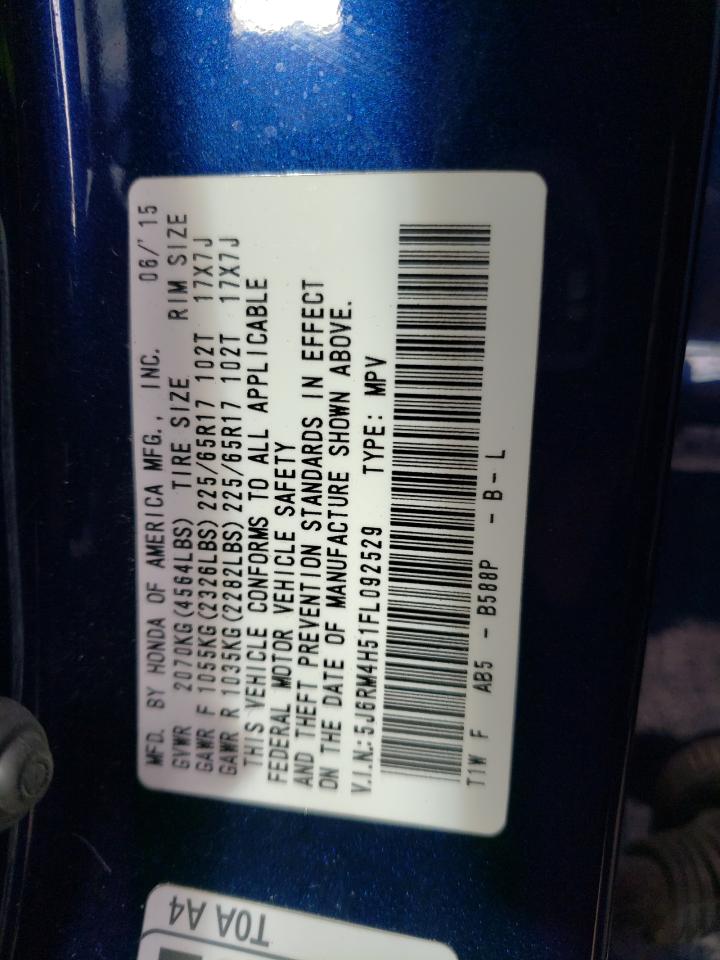 MFD. BY HONDA OF AMERICA MFG., INC. 06/'15
GVWR 2070KG(4564LBS) TIRE SIZE RIM SIZE
GAWR F 1055KG(2326LBS) 225/65R17 102T 17X7J
GAWR R 1035KG(2282LBS) 225/65R17 102T 17X7J
THIS VEHICLE CONFORMS TO ALL APPLICABLE
FEDERAL MOTOR VEHICLE SAFETY
AND THEFT PREVENTION STANDARDS IN EFFECT
ON THE DATE OF MANUFACTURE SHOWN ABOVE.
V.I.N.:5J6RM4H51FL092529 TYPE: MPV
T1W F AB5 - B588P - B- L
T0A A4